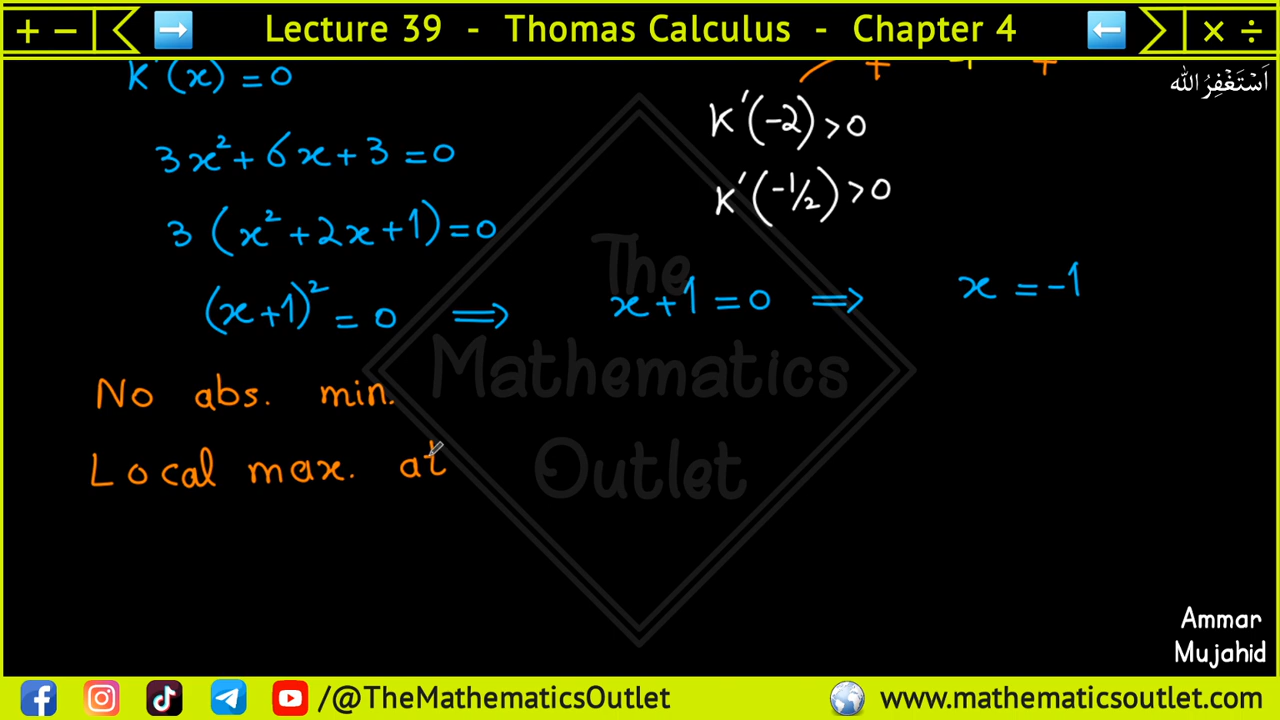 + − Lecture 39 - Thomas Calculus - Chapter 4 × ÷
اَسْتَغْفِرُ الله
K'(x) = 0
+ + +
K'(-2) > 0
3x² + 6x + 3 = 0
K'(-1/2) > 0
3 (x² + 2x + 1) = 0
(x+1)² = 0 ⟹ x+1 = 0 ⟹ x = -1
No abs. min.
Local max. at
The
Mathematics
Outlet
Ammar
Mujahid
/@TheMathematicsOutlet www.mathematicsoutlet.com